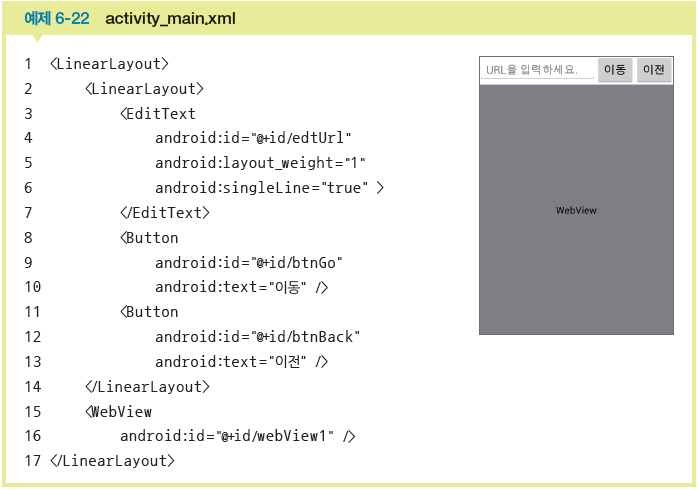 예제 6-22 activity_main.xml
1 <LinearLayout>
2 <LinearLayout>
3 <EditText
4 android:id="@+id/edtUrl"
5 android:layout_weight="1"
6 android:singleLine="true" >
7 </EditText>
8 <Button
9 android:id="@+id/btnGo"
10 android:text="이동" />
11 <Button
12 android:id="@+id/btnBack"
13 android:text="이전" />
14 </LinearLayout>
15 <WebView
16 android:id="@+id/webView1" />
17 </LinearLayout>
URL을 입력하세요. 이동 이전
WebView